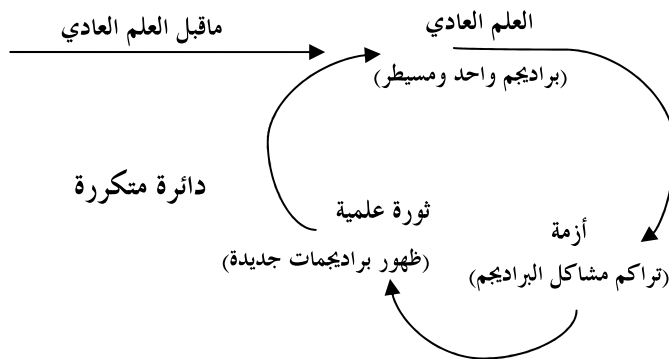 ماقبل العلم العادي
العلم العادي
(براديجم واحد ومسيطر)
دائرة متكررة
ثورة علمية
(ظهور براديجمات جديدة)
أزمة
(تراكم مشاكل البراديجم)